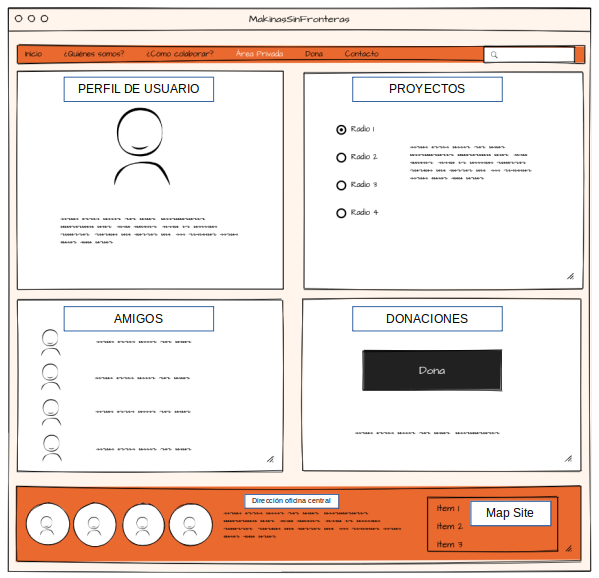 MakinasSinFronteras
Inicio ¿Quiénes somos? ¿Cómo colaborar? Área Privada Dona Contacto
PERFIL DE USUARIO
PROYECTOS
Radio 1
Radio 2
Radio 3
Radio 4
AMIGOS
DONACIONES
Dona
Dirección oficina central
Item 1
Item 2
Item 3
Map Site